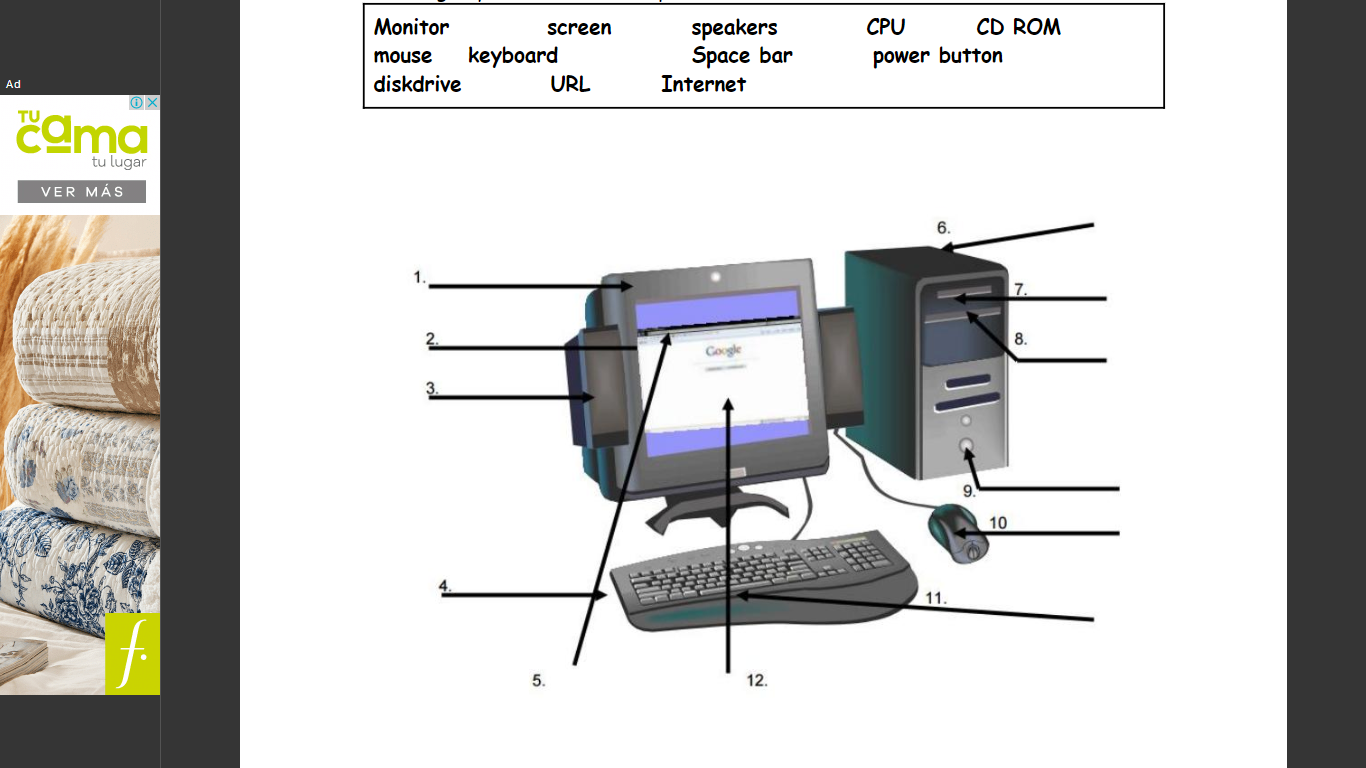 Monitor screen speakers CPU CD ROM
mouse keyboard Space bar power button
diskdrive URL Internet
Ad
TU
cama
tu lugar
VER MÁS
f.
6.
1.
7.
2.
8.
Google
3.
9.
10
4.
11.
5.
12.